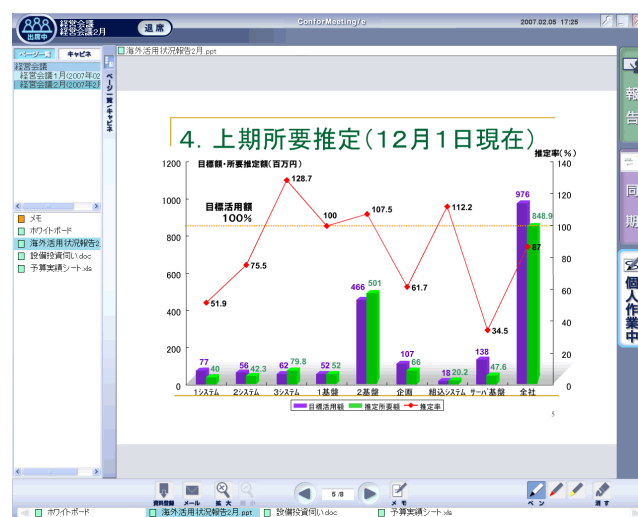 出席中
経営会議
経営会議2月
退席
ConforMeeting/e
2007.02.05 17:25
ページ一覧 キャビネ
経営会議
経営会議1月(2007年02
経営会議2月(2007年2月
メモ
ホワイトボード
海外活用状況報告2
設備投資伺い.doc
予算実績シート.xls
ページ一覧/キャビネ
海外活用状況報告2月.ppt
4. 上期所要推定(12月1日現在)
目標額・所要推定額(百万円)
推定率(%)
目標活用額
100%
1200
1000
800
600
400
200
0
140
120
100
80
60
40
20
0
51.9
75.5
128.7
100
107.5
61.7
112.2
34.5
87
77
40
56
42.3
62
79.8
52
52
466
501
107
66
18
20.2
138
47.6
976
848.9
1システム 2システム 3システム 1基盤 2基盤 企画 組込システム サーバ基盤 全社
目標活用額 推定所要額 推定率
5
報告
同期
個人作業中
資料登録 メール 拡大 縮小
5 /8
メモ
ペン
消す
ホワイトボード 海外活用状況報告2月.ppt 設備投資伺い.doc 予算実績シート.xls